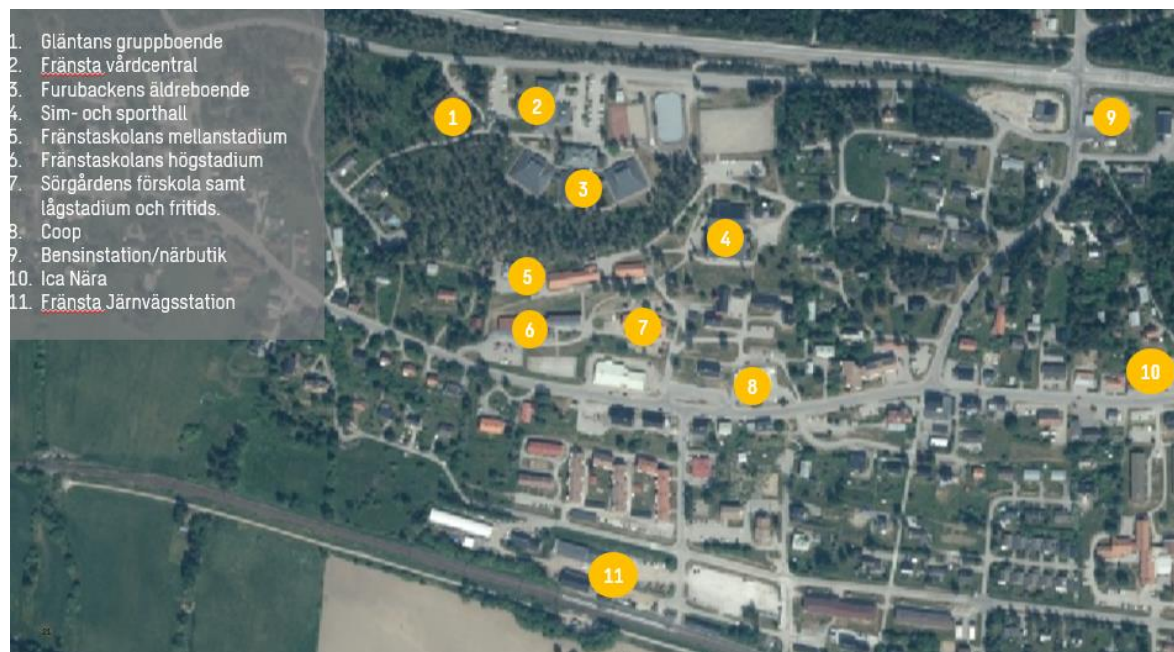 1. Gläntans gruppboende
2. Fränsta vårdcentral
3. Furubackens äldreboende
4. Sim- och sporthall
5. Fränstaskolans mellanstadium
6. Fränstaskolans högstadium
7. Sörgårdens förskola samt
lågstadium och fritids.
8. Coop
9. Bensinstation/närbutik
10. Ica Nära
11. Fränsta Järnvägsstation
1
2
9
3
4
5
6
7
10
8
11